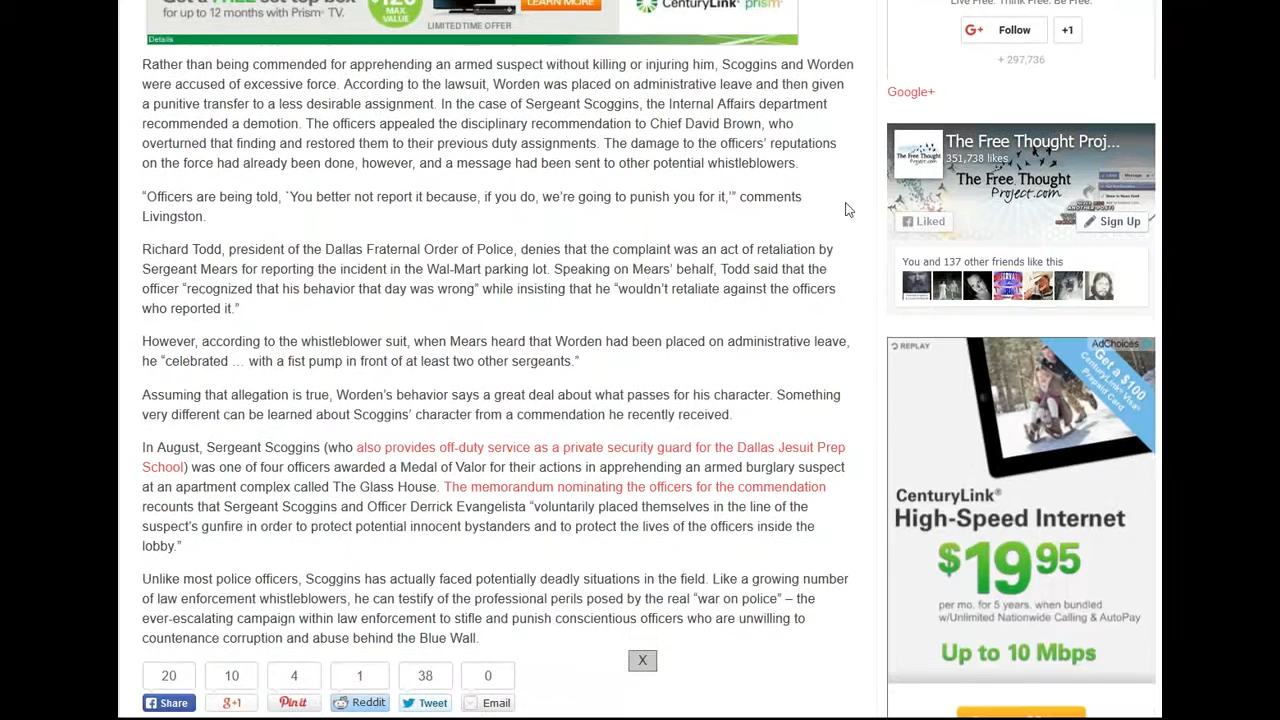 Get a FREE set-top box
for up to 12 months with Prism™ TV.
$120
MAX
VALUE
LEARN MORE
LIMITED TIME OFFER
CenturyLink® prism™
Details
Rather than being commended for apprehending an armed suspect without killing or injuring him, Scoggins and Worden
were accused of excessive force. According to the lawsuit, Worden was placed on administrative leave and then given
a punitive transfer to a less desirable assignment. In the case of Sergeant Scoggins, the Internal Affairs department
recommended a demotion. The officers appealed the disciplinary recommendation to Chief David Brown, who
overturned that finding and restored them to their previous duty assignments. The damage to the officers' reputations
on the force had already been done, however, and a message had been sent to other potential whistleblowers.
“Officers are being told, `You better not report it because, if you do, we’re going to punish you for it,’” comments
Livingston.
Richard Todd, president of the Dallas Fraternal Order of Police, denies that the complaint was an act of retaliation by
Sergeant Mears for reporting the incident in the Wal-Mart parking lot. Speaking on Mears’ behalf, Todd said that the
officer “recognized that his behavior that day was wrong” while insisting that he “wouldn’t retaliate against the officers
who reported it.”
However, according to the whistleblower suit, when Mears heard that Worden had been placed on administrative leave,
he “celebrated … with a fist pump in front of at least two other sergeants.”
Assuming that allegation is true, Worden’s behavior says a great deal about what passes for his character. Something
very different can be learned about Scoggins’ character from a commendation he recently received.
In August, Sergeant Scoggins (who also provides off-duty service as a private security guard for the Dallas Jesuit Prep
School) was one of four officers awarded a Medal of Valor for their actions in apprehending an armed burglary suspect
at an apartment complex called The Glass House. The memorandum nominating the officers for the commendation
recounts that Sergeant Scoggins and Officer Derrick Evangelista “voluntarily placed themselves in the line of the
suspect’s gunfire in order to protect potential innocent bystanders and to protect the lives of the officers inside the
lobby.”
Unlike most police officers, Scoggins has actually faced potentially deadly situations in the field. Like a growing number
of law enforcement whistleblowers, he can testify of the professional perils posed by the real “war on police” – the
ever-escalating campaign within law enforcement to stifle and punish conscientious officers who are unwilling to
countenance corruption and abuse behind the Blue Wall.
X
20 10 4 1 38 0
Share g+1 Pin it Reddit Tweet Email
Live Free. Think Free. Be Free.
G+ Follow +1
+ 297,736
Google+
The Free Thought Proj...
351,738 likes
The Free Thought
Project.com
Liked
Sign Up
You and 137 other friends like this
REPLAY
AdChoices
Get a $100
CenturyLink® Visa®
Prepaid Card
CenturyLink®
High-Speed Internet
$19.95
per mo. for 5 years. when bundled
w/Unlimited Nationwide Calling & AutoPay
Up to 10 Mbps